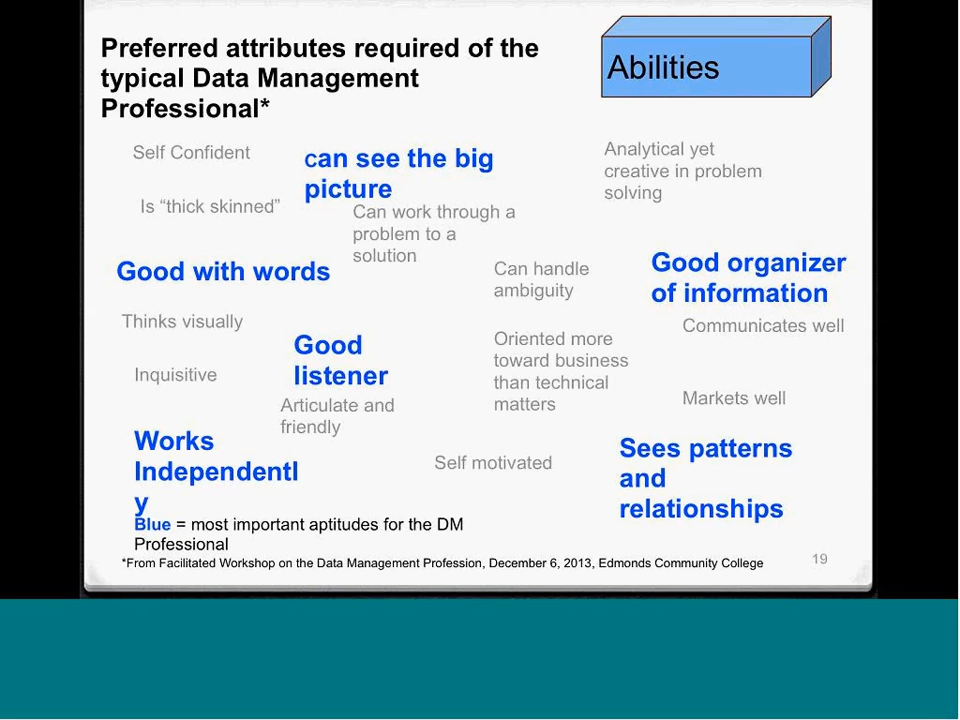 Preferred attributes required of the
typical Data Management
Professional*
Abilities
Self Confident
can see the big
picture
Analytical yet
creative in problem
solving
Is “thick skinned”
Can work through a
problem to a
solution
Good with words
Can handle
ambiguity
Good organizer
of information
Thinks visually
Communicates well
Good
listener
Oriented more
toward business
than technical
matters
Inquisitive
Markets well
Articulate and
friendly
Works
Independentl
y
Self motivated
Sees patterns
and
relationships
Blue = most important aptitudes for the DM
Professional
*From Facilitated Workshop on the Data Management Profession, December 6, 2013, Edmonds Community College
19